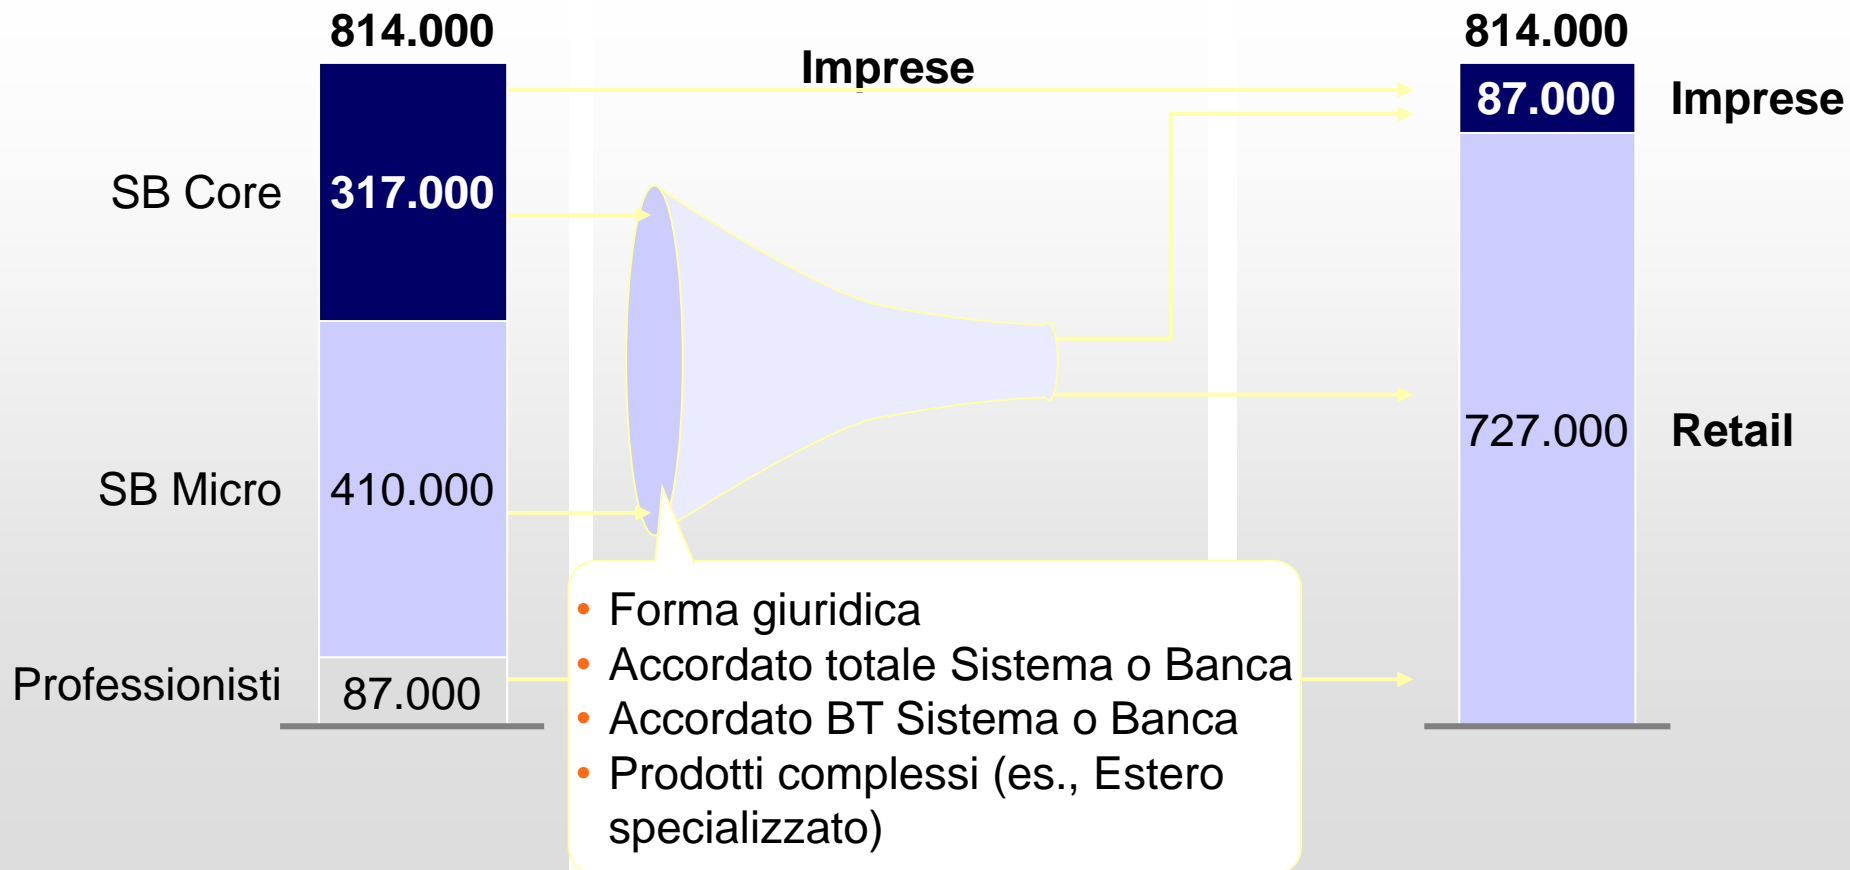 814.000
814.000
Imprese
87.000
Imprese
SB Core
317.000
727.000
Retail
SB Micro
410.000
• Forma giuridica
• Accordato totale Sistema o Banca
• Accordato BT Sistema o Banca
• Prodotti complessi (es., Estero
specializzato)
Professionisti
87.000